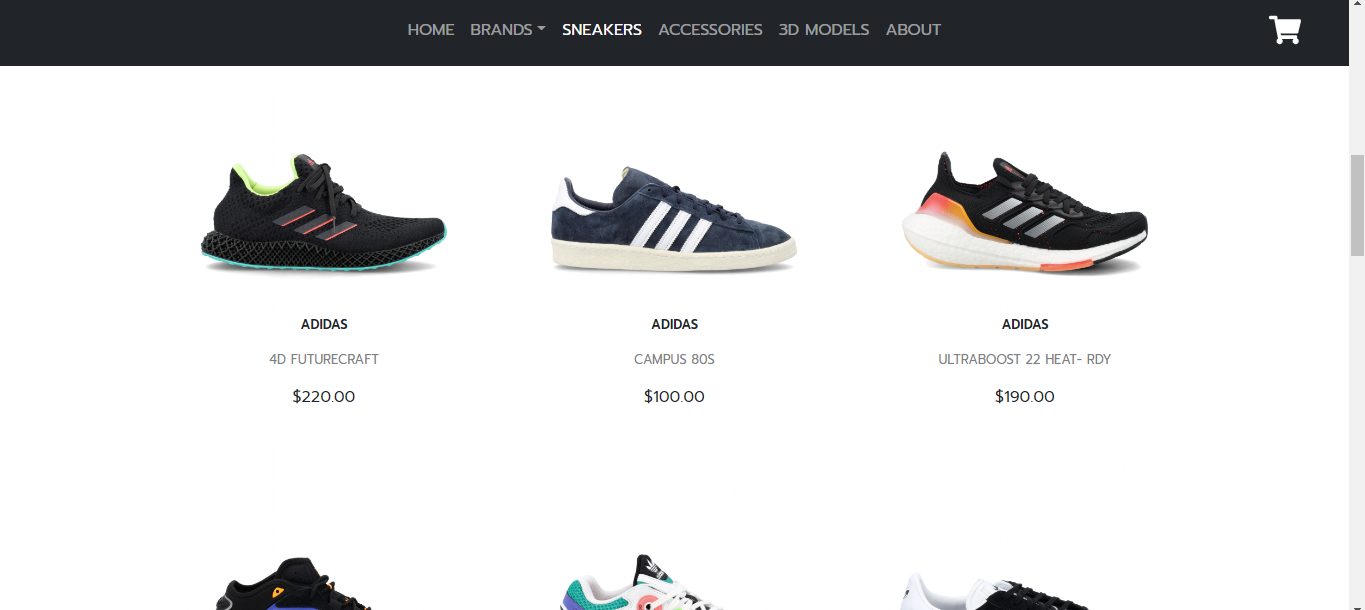 HOME BRANDS SNEAKERS ACCESSORIES 3D MODELS ABOUT
ADIDAS ADIDAS ADIDAS
4D FUTURECRAFT CAMPUS 80S ULTRABOOST 22 HEAT- RDY
$220.00 $100.00 $190.00